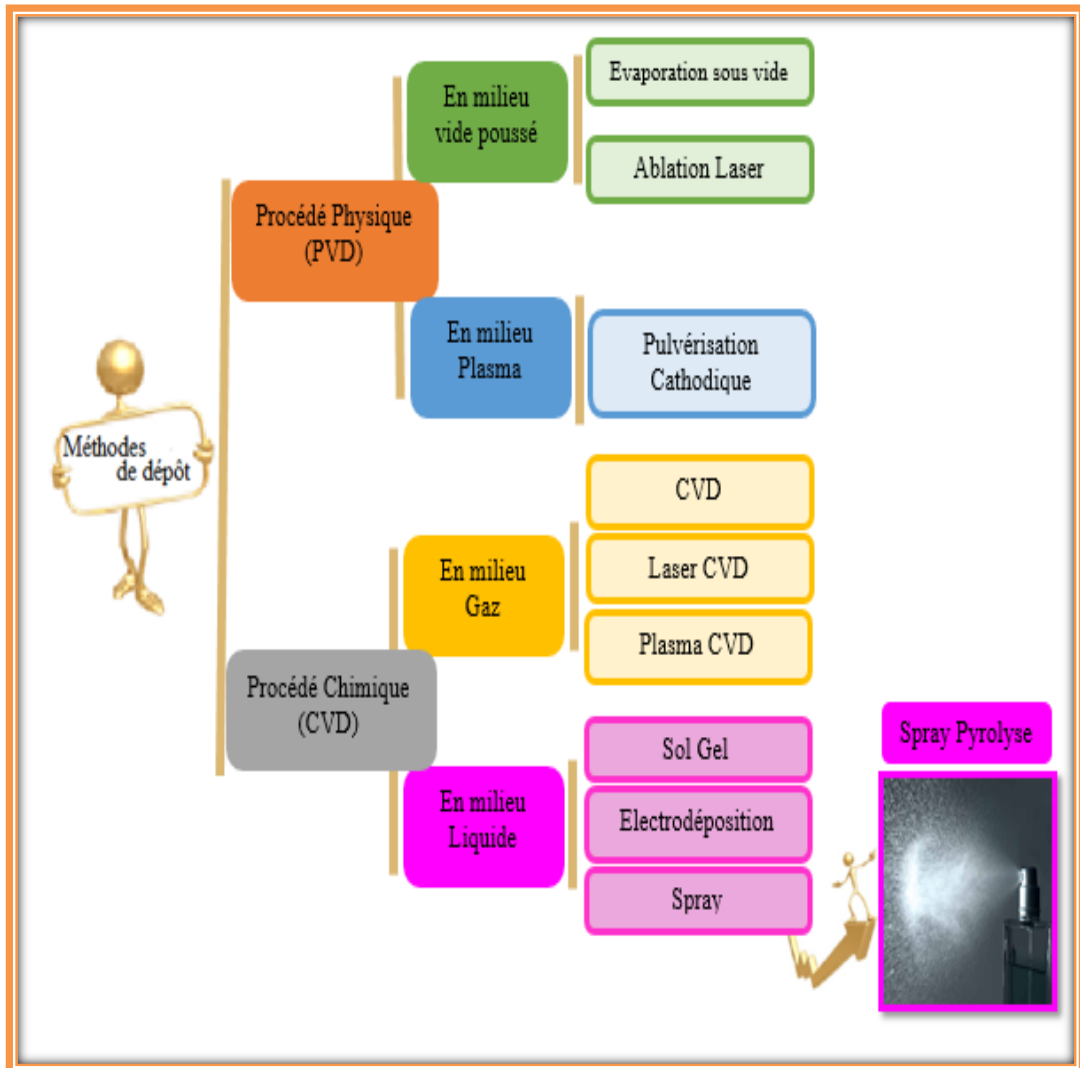 Méthodes
de dépôt
Procédé Physique
(PVD)
En milieu
vide poussé
Evaporation sous vide
Ablation Laser
En milieu
Plasma
Pulvérisation
Cathodique
Procédé Chimique
(CVD)
En milieu
Gaz
CVD
Laser CVD
Plasma CVD
En milieu
Liquide
Sol Gel
Electrodéposition
Spray
Spray Pyrolyse